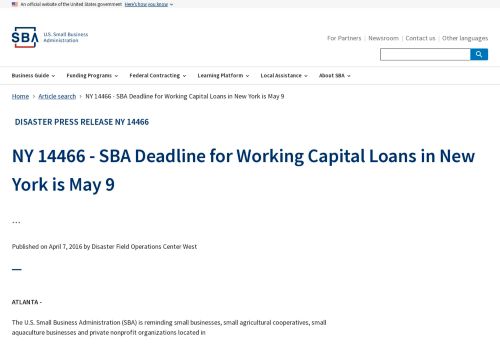 An official website of the United States government Here's how you know
SBA U.S. Small Business
Administration
For Partners Newsroom Contact us Other languages
Business Guide Funding Programs Federal Contracting Learning Platform Local Assistance About SBA
Home Article search NY 14466 - SBA Deadline for Working Capital Loans in New York is May 9
DISASTER PRESS RELEASE NY 14466
NY 14466 - SBA Deadline for Working Capital Loans in New
York is May 9
...
Published on April 7, 2016 by Disaster Field Operations Center West
ATLANTA -
The U.S. Small Business Administration (SBA) is reminding small businesses, small agricultural cooperatives, small
aquaculture businesses and private nonprofit organizations located in